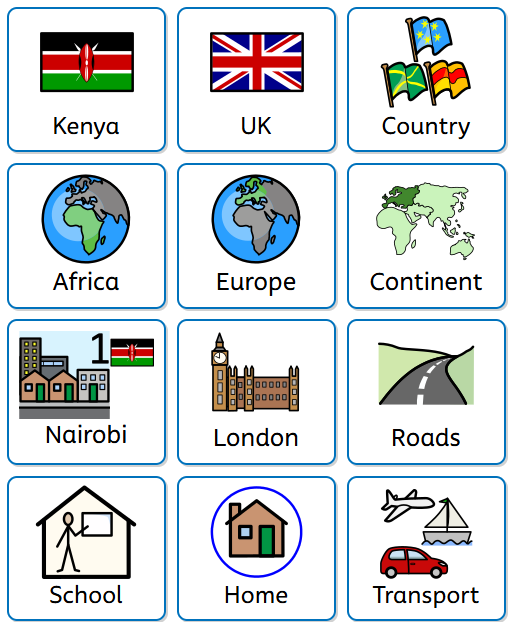 Kenya
UK
Country
Africa
Europe
Continent
1
Nairobi
London
Roads
School
Home
Transport